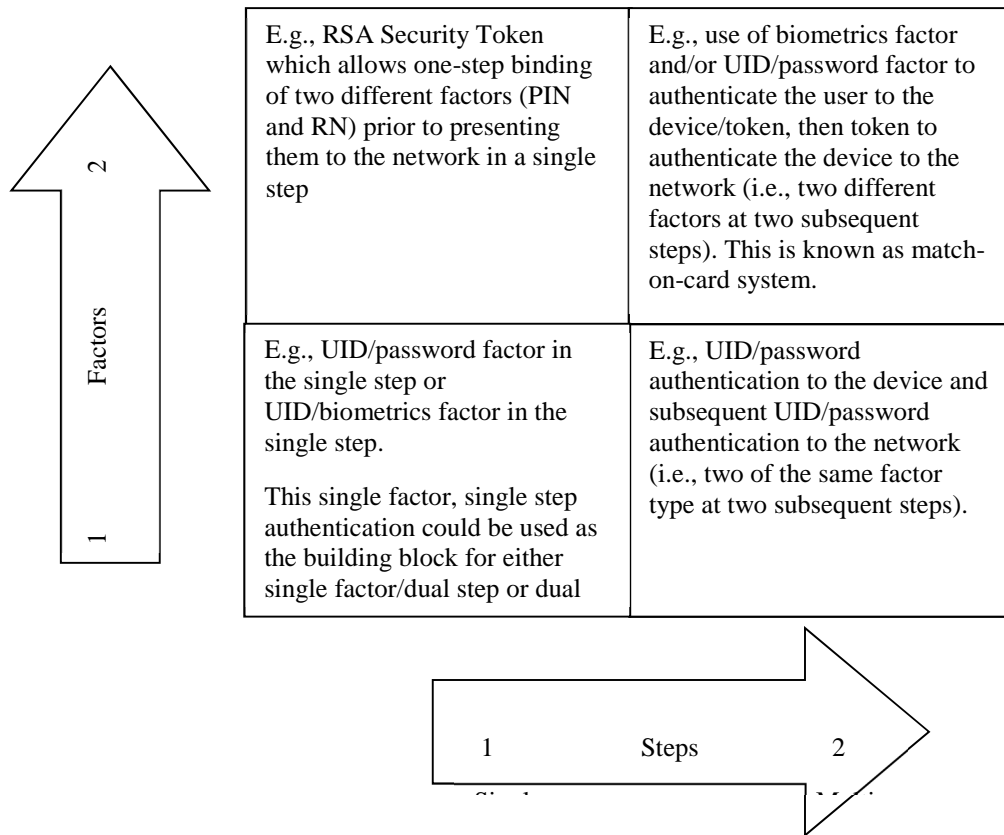 E.g., RSA Security Token
which allows one-step binding
of two different factors (PIN
and RN) prior to presenting
them to the network in a single
step
E.g., use of biometrics factor
and/or UID/password factor to
authenticate the user to the
device/token, then token to
authenticate the device to the
network (i.e., two different
factors at two subsequent
steps). This is known as match-
on-card system.
2
Factors
1
E.g., UID/password factor in
the single step or
UID/biometrics factor in the
single step.
This single factor, single step
authentication could be used as
the building block for either
single factor/dual step or dual
E.g., UID/password
authentication to the device and
subsequent UID/password
authentication to the network
(i.e., two of the same factor
type at two subsequent steps).
1 Steps 2